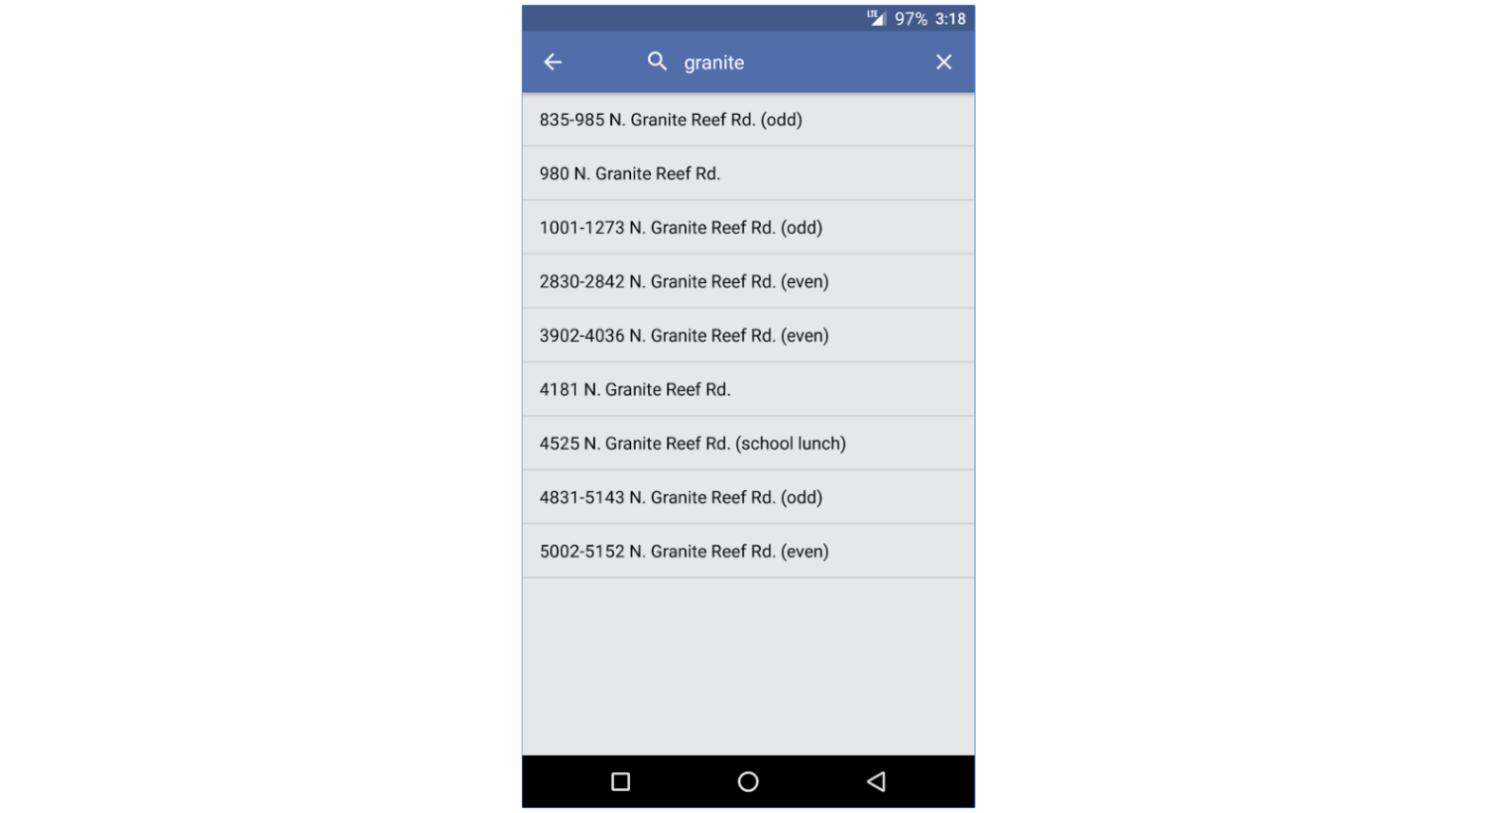 LTE 97% 3:18
granite
835-985 N. Granite Reef Rd. (odd)
980 N. Granite Reef Rd.
1001-1273 N. Granite Reef Rd. (odd)
2830-2842 N. Granite Reef Rd. (even)
3902-4036 N. Granite Reef Rd. (even)
4181 N. Granite Reef Rd.
4525 N. Granite Reef Rd. (school lunch)
4831-5143 N. Granite Reef Rd. (odd)
5002-5152 N. Granite Reef Rd. (even)